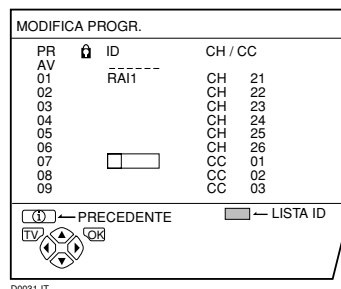 MODIFICA PROGR.
PR ID CH / CC
AV ------
01 RAI1 CH 21
02 CH 22
03 CH 23
04 CH 24
05 CH 25
06 CH 26
07 CC 01
08 CC 02
09 CC 03
i PRECEDENTE LISTA ID
TV OK
D0031-IT